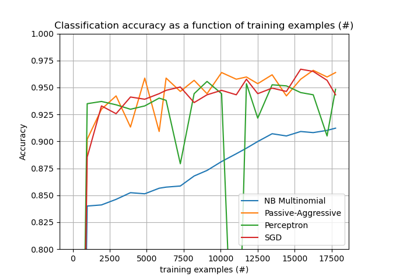 Classification accuracy as a function of training examples (#)
1.000
0.975
0.950
0.925
0.900
0.875
0.850
0.825
0.800
Accuracy
NB Multinomial
Passive-Aggressive
Perceptron
SGD
0 2500 5000 7500 10000 12500 15000 17500
training examples (#)